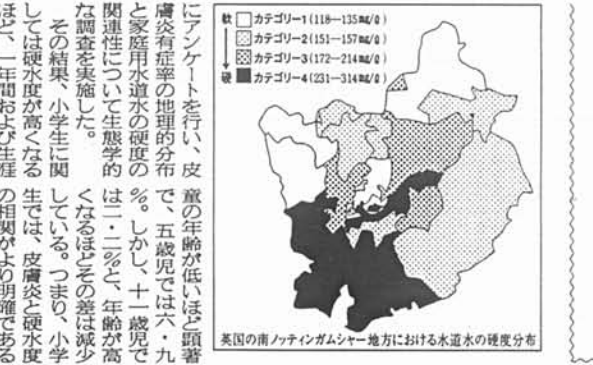 軟 カテゴリー1(118―135mg/ℓ)
カテゴリー2(151―157mg/ℓ)
カテゴリー3(172―214mg/ℓ)
硬 カテゴリー4(231―314mg/ℓ)
英国の南ノッティンガムシャー地方における水道水の硬度分布
にアンケートを行い、皮
膚炎有症率の地理的分布
と家庭用水道水の硬度の
関連性について生態学的
な調査を実施した。
その結果、小学生に関
しては硬水度が高くなる
ほど、一年間および生涯
童の年齢が低いほど顕著
で、五歳児では六・九
%。しかし、十一歳児で
は二・二%と、年齢が高
くなるほどその差は減少
している。つまり、小学
生では、皮膚炎と硬水度
の相関がより明確である